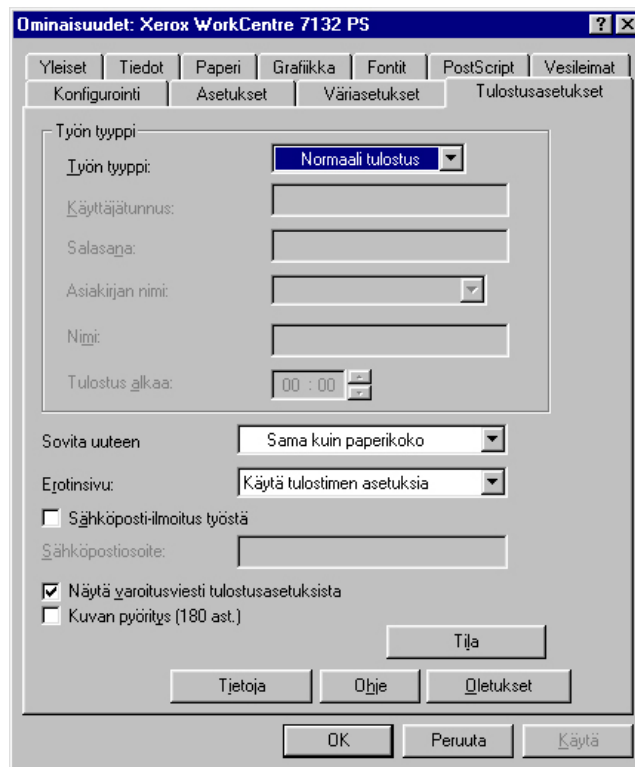 Ominaisuudet: Xerox WorkCentre 7132 PS
Yleiset Tiedot Paperi Grafiikka Fontit PostScript Vesileimat
Konfigurointi Asetukset Väriasetukset Tulostusasetukset
Työn tyyppi
Työn tyyppi: Normaali tulostus
Käyttäjätunnus:
Salasana:
Asiakirjan nimi:
Nimi:
Tulostus alkaa: 00 : 00
Sovita uuteen Sama kuin paperikoko
Erotinsivu: Käytä tulostimen asetuksia
Sähköposti-ilmoitus työstä
Sähköpostiosoite:
Näytä varoitusviesti tulostusasetuksista
Kuvan pyöritys (180 ast.)
Tila
Tietoja Ohje Oletukset
OK Peruuta Käytä